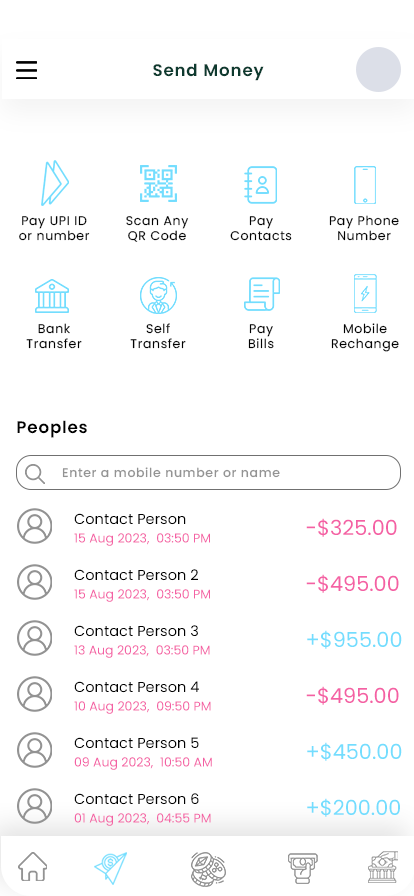 Send Money
Pay UPI ID
or number
Scan Any
QR Code
Pay
Contacts
Pay Phone
Number
Bank
Transfer
Self
Transfer
Pay
Bills
Mobile
Rechange
Peoples
Enter a mobile number or name
Contact Person
15 Aug 2023, 03:50 PM
-$325.00
Contact Person 2
15 Aug 2023, 03:50 PM
-$495.00
Contact Person 3
13 Aug 2023, 03:50 PM
+$955.00
Contact Person 4
10 Aug 2023, 09:50 PM
-$495.00
Contact Person 5
09 Aug 2023, 10:50 AM
+$450.00
Contact Person 6
01 Aug 2023, 04:55 PM
+$200.00